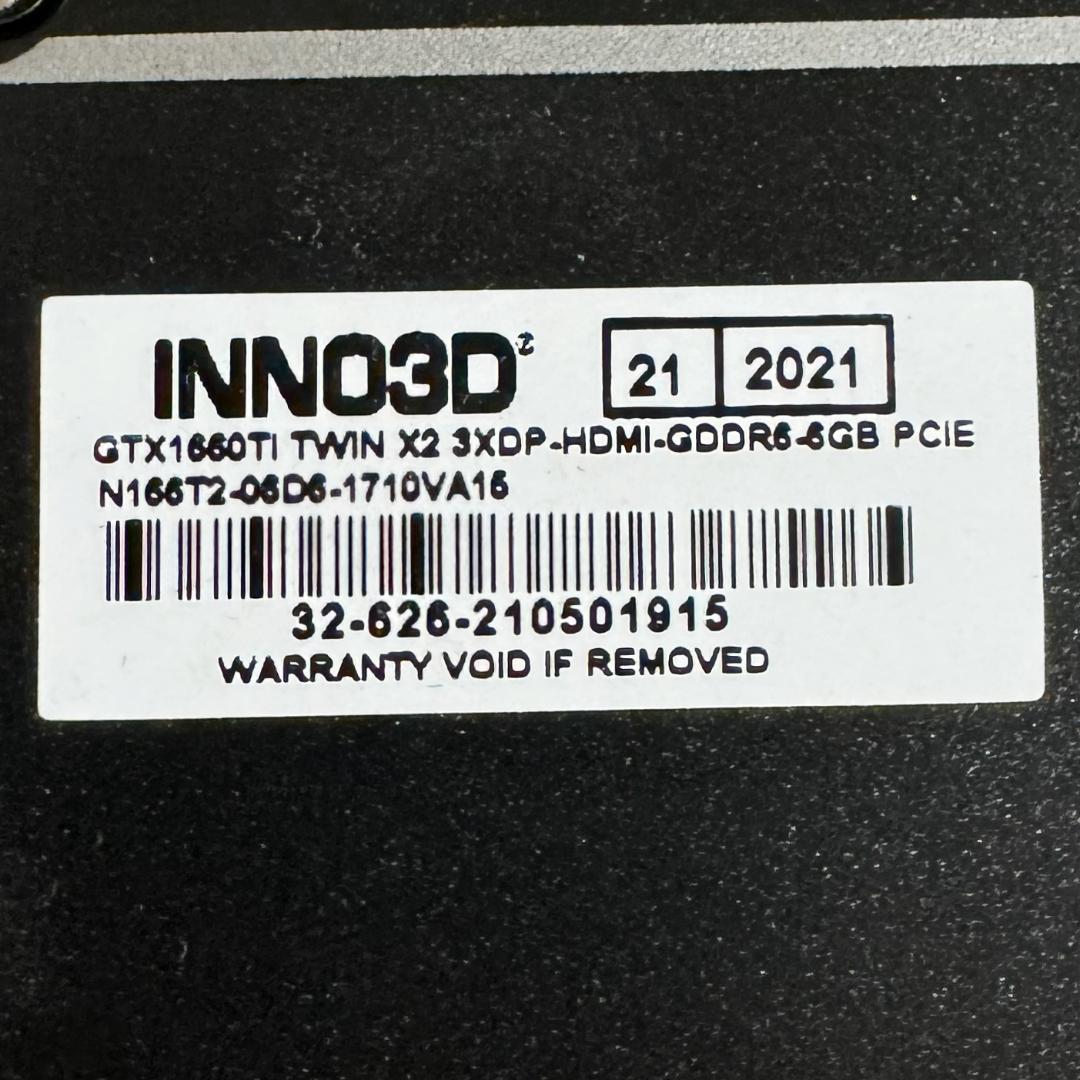 INNO3D
21 2021
GTX1660TI TWIN X2 3XDP-HDMI-GDDR6-6GB PCIE
N166T2-06D6-1710VA15
32-626-210501915
WARRANTY VOID IF REMOVED